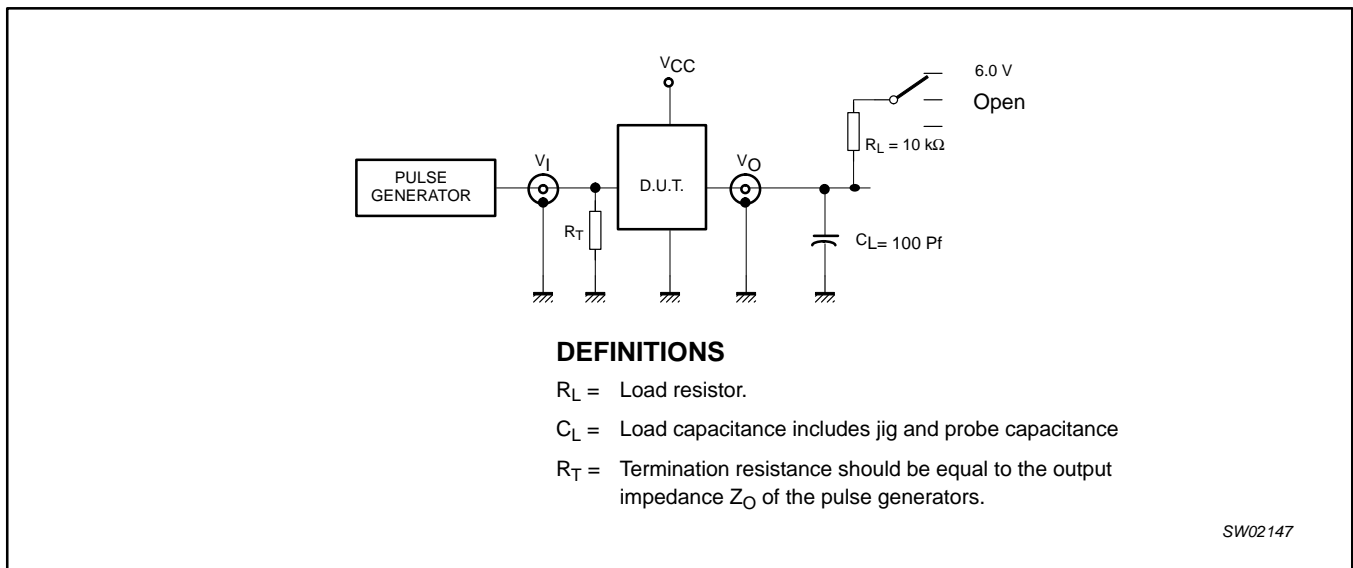 VCC
6.0 V
Open
RL = 10 kΩ
VI
VO
PULSE
GENERATOR
D.U.T.
RT
CL= 100 Pf
DEFINITIONS
RL = Load resistor.
CL = Load capacitance includes jig and probe capacitance
RT = Termination resistance should be equal to the output
impedance ZO of the pulse generators.
SW02147